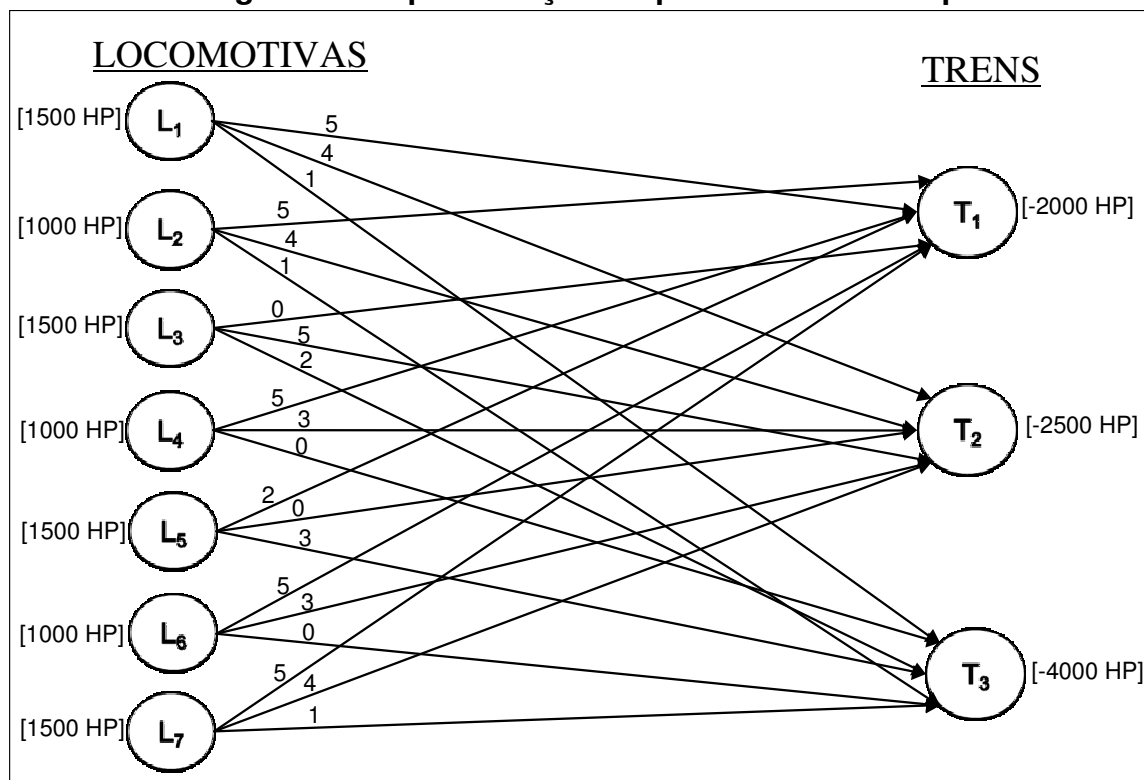 LOCOMOTIVAS
TRENS
[1500 HP] L1
5
4
1
[1000 HP] L2
5
4
1
[1500 HP] L3
0
5
2
[1000 HP] L4
5
3
0
[1500 HP] L5
2
0
3
[1000 HP] L6
5
3
0
[1500 HP] L7
5
4
1
T1 [-2000 HP]
T2 [-2500 HP]
T3 [-4000 HP]